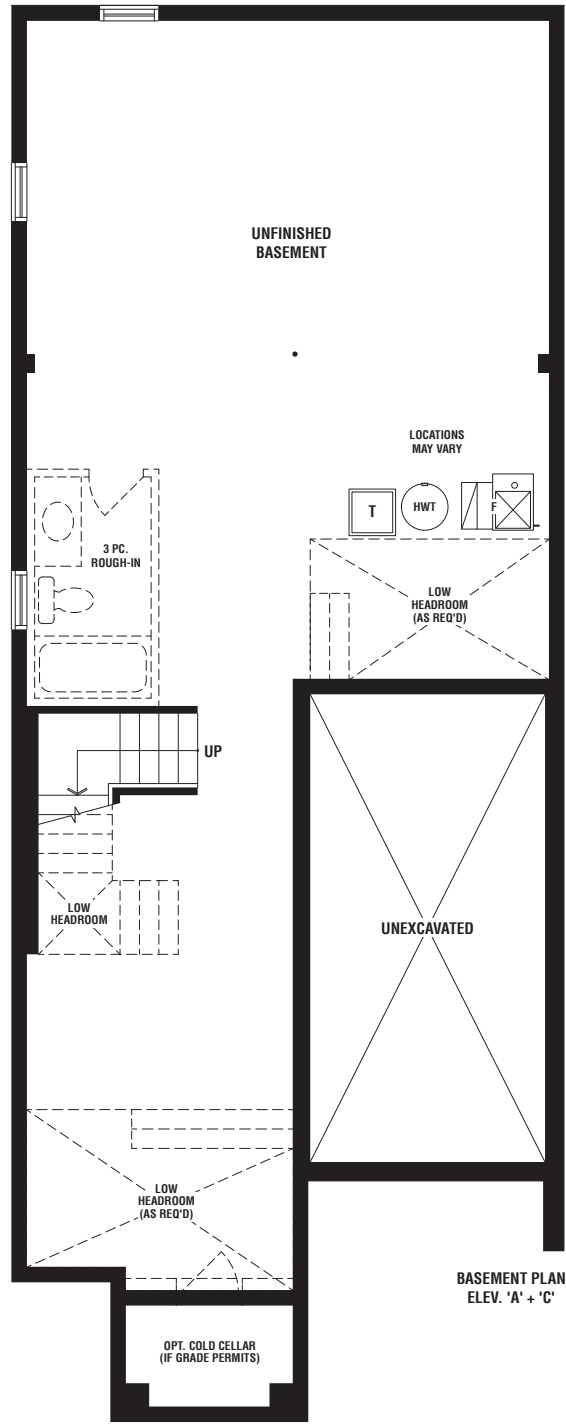 UNFINISHED
BASEMENT
LOCATIONS
MAY VARY
T
HWT
F
3 PC.
ROUGH-IN
LOW
HEADROOM
(AS REQ'D)
UP
LOW
HEADROOM
UNEXCAVATED
LOW
HEADROOM
(AS REQ'D)
BASEMENT PLAN
ELEV. 'A' + 'C'
OPT. COLD CELLAR
(IF GRADE PERMITS)